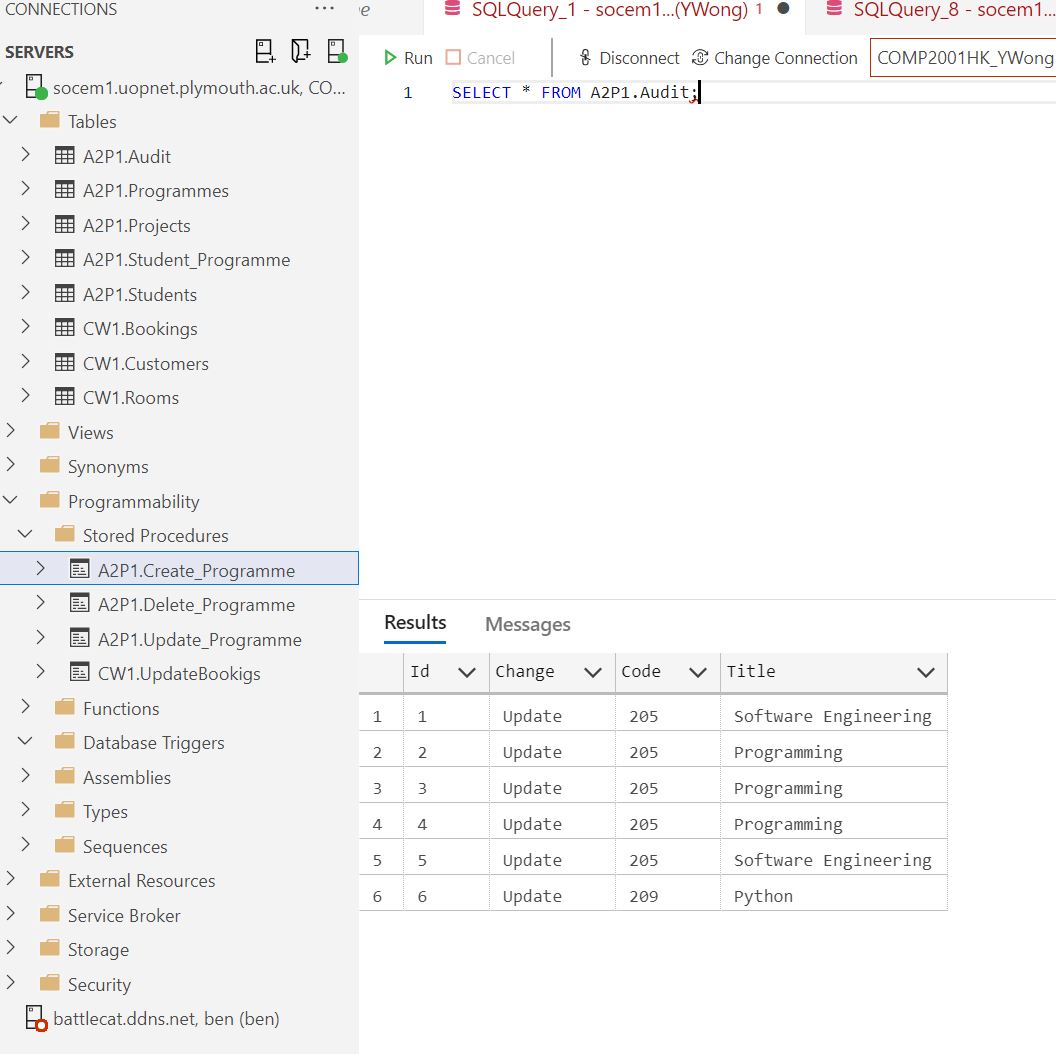 CONNECTIONS
SERVERS
socem1.uopnet.plymouth.ac.uk, CO...
Tables
A2P1.Audit
A2P1.Programmes
A2P1.Projects
A2P1.Student_Programme
A2P1.Students
CW1.Bookings
CW1.Customers
CW1.Rooms
Views
Synonyms
Programmability
Stored Procedures
A2P1.Create_Programme
A2P1.Delete_Programme
A2P1.Update_Programme
CW1.UpdateBookigs
Functions
Database Triggers
Assemblies
Types
Sequences
External Resources
Service Broker
Storage
Security
battlecat.ddns.net, ben (ben)
SQLQuery_1 - socem1...(YWong) 1 SQLQuery_8 - socem1...
Run Cancel Disconnect Change Connection COMP2001HK_YWong
1 SELECT * FROM A2P1.Audit;
Results Messages
Id Change Code Title
1 1 Update 205 Software Engineering
2 2 Update 205 Programming
3 3 Update 205 Programming
4 4 Update 205 Programming
5 5 Update 205 Software Engineering
6 6 Update 209 Python